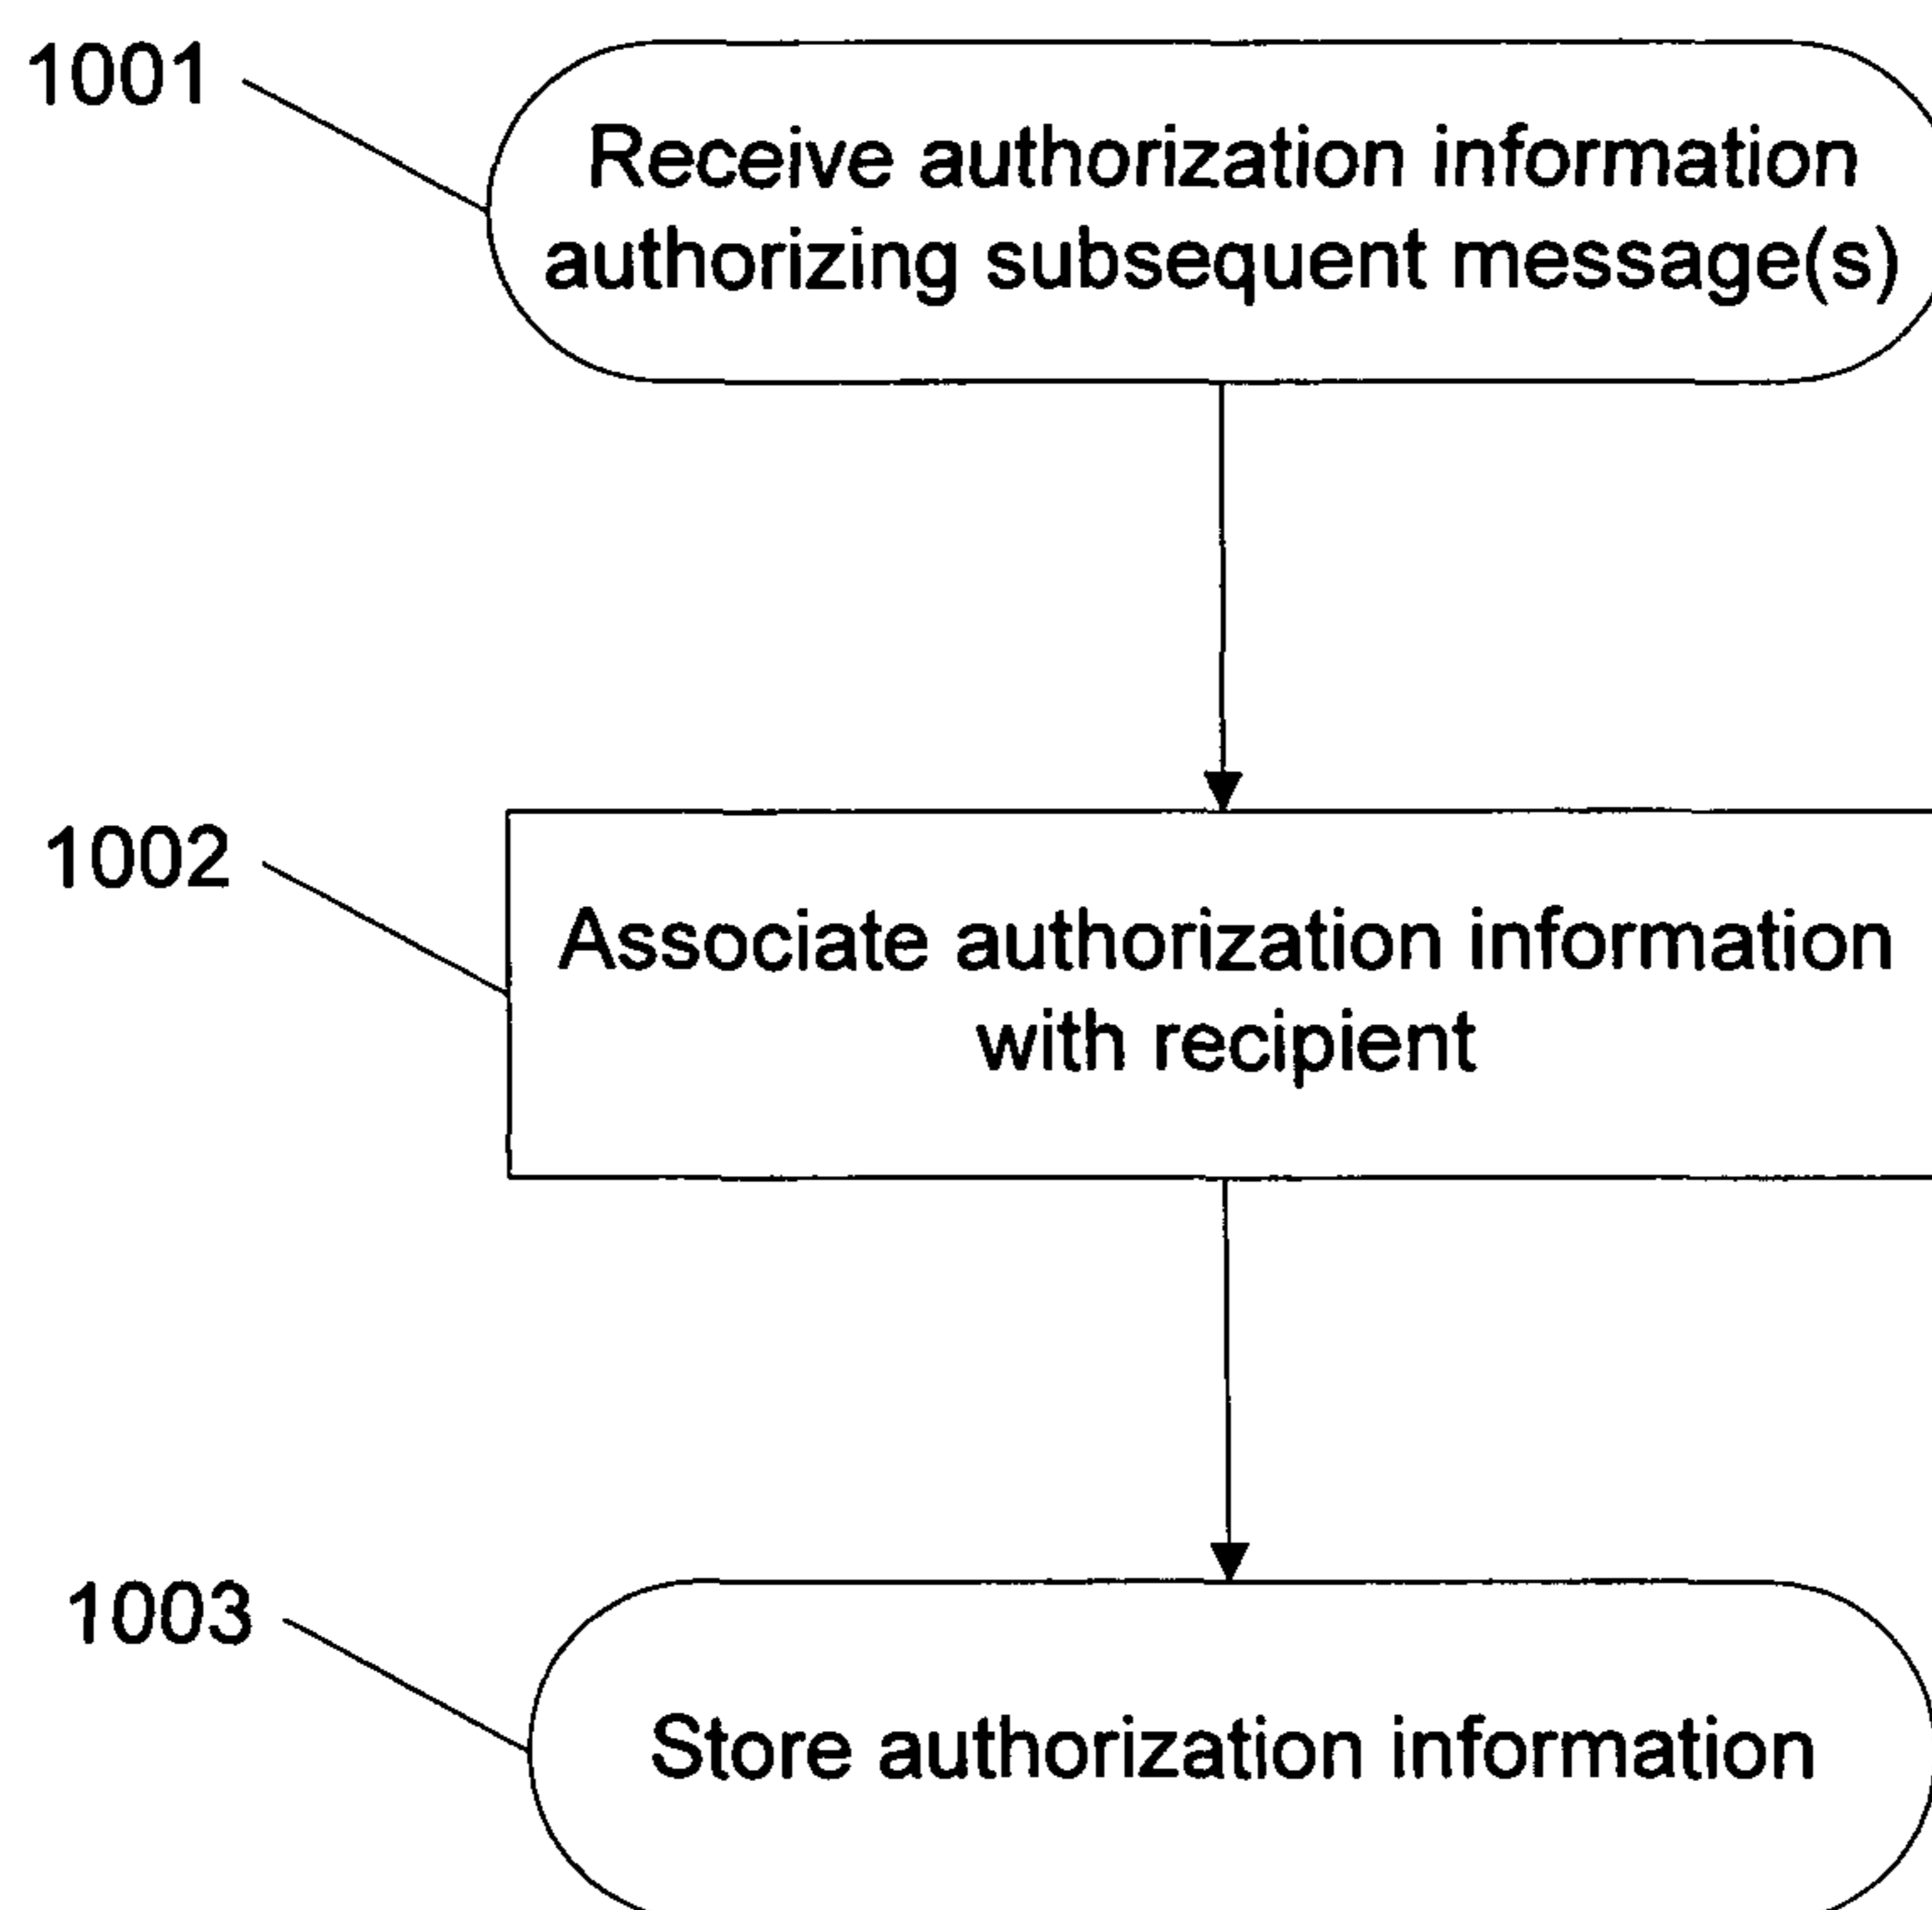 1001
Receive authorization information
authorizing subsequent message(s)
1002
Associate authorization information
with recipient
1003
Store authorization information